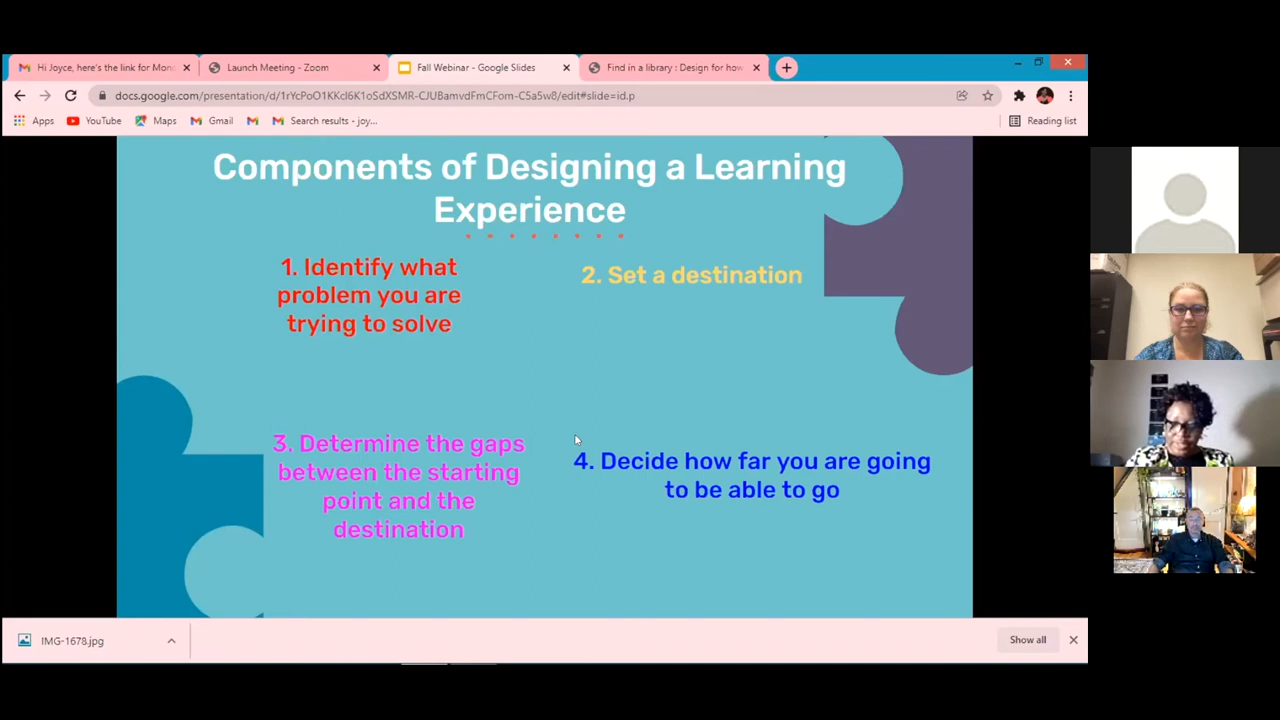 Hi Joyce, here's the link for Mon
Launch Meeting - Zoom
Fall Webinar - Google Slides
Find in a library : Design for how
docs.google.com/presentation/d/1rYcPoO1KKcl6K1oSdXSMR-CJUBamvdFmCFom-C5a5w8/edit#slide=id.p
Apps
YouTube
Maps
Gmail
Search results - joy...
Reading list
Components of Designing a Learning
Experience
1. Identify what
problem you are
trying to solve
2. Set a destination
3. Determine the gaps
between the starting
point and the
destination
4. Decide how far you are going
to be able to go
IMG-1678.jpg
Show all